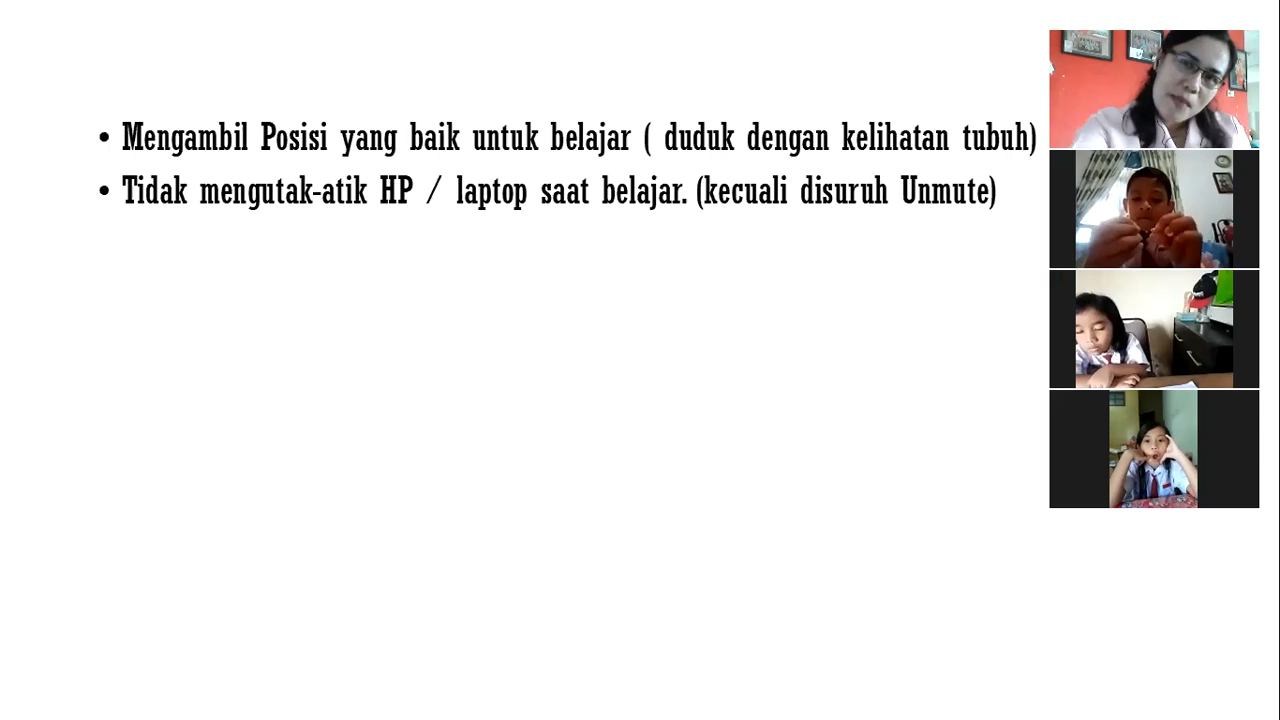 • Mengambil Posisi yang baik untuk belajar ( duduk dengan kelihatan tubuh)
• Tidak mengutak-atik HP / laptop saat belajar. (kecuali disuruh Unmute)